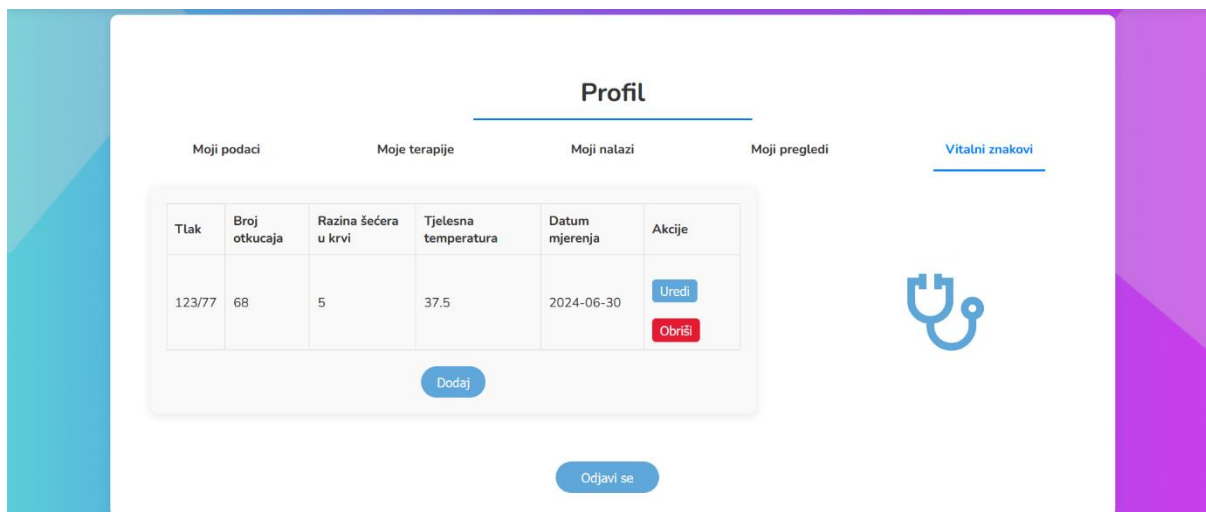 Profil
Moji podaci Moje terapije Moji nalazi Moji pregledi Vitalni znakovi
Tlak Broj otkucaja Razina šećera u krvi Tjelesna temperatura Datum mjerenja Akcije
123/77 68 5 37.5 2024-06-30 Uredi
Obriši
Dodaj
Odjavi se